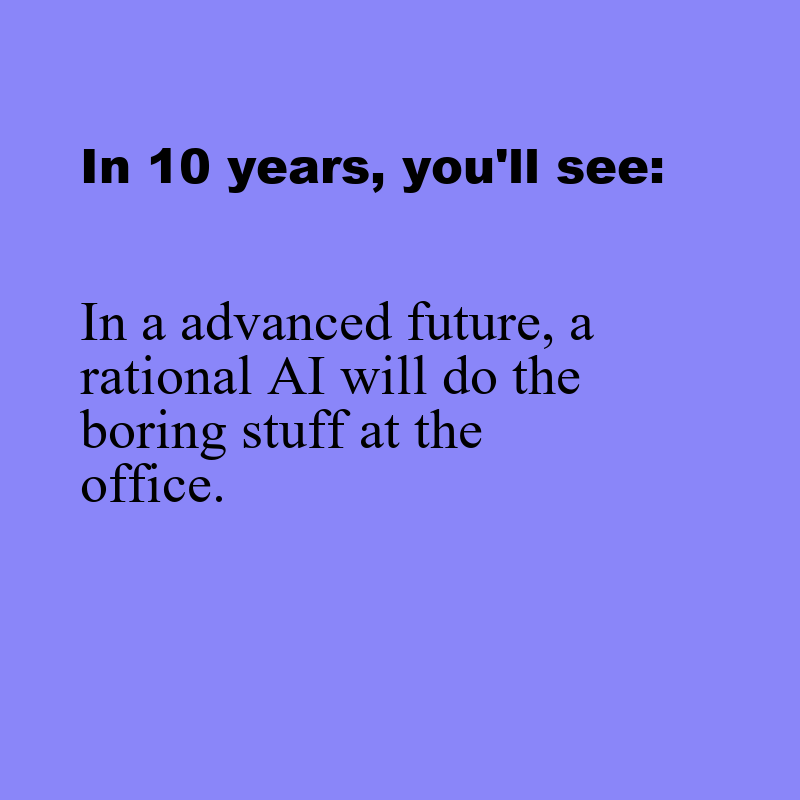 In 10 years, you'll see:
In a advanced future, a
rational AI will do the
boring stuff at the
office.